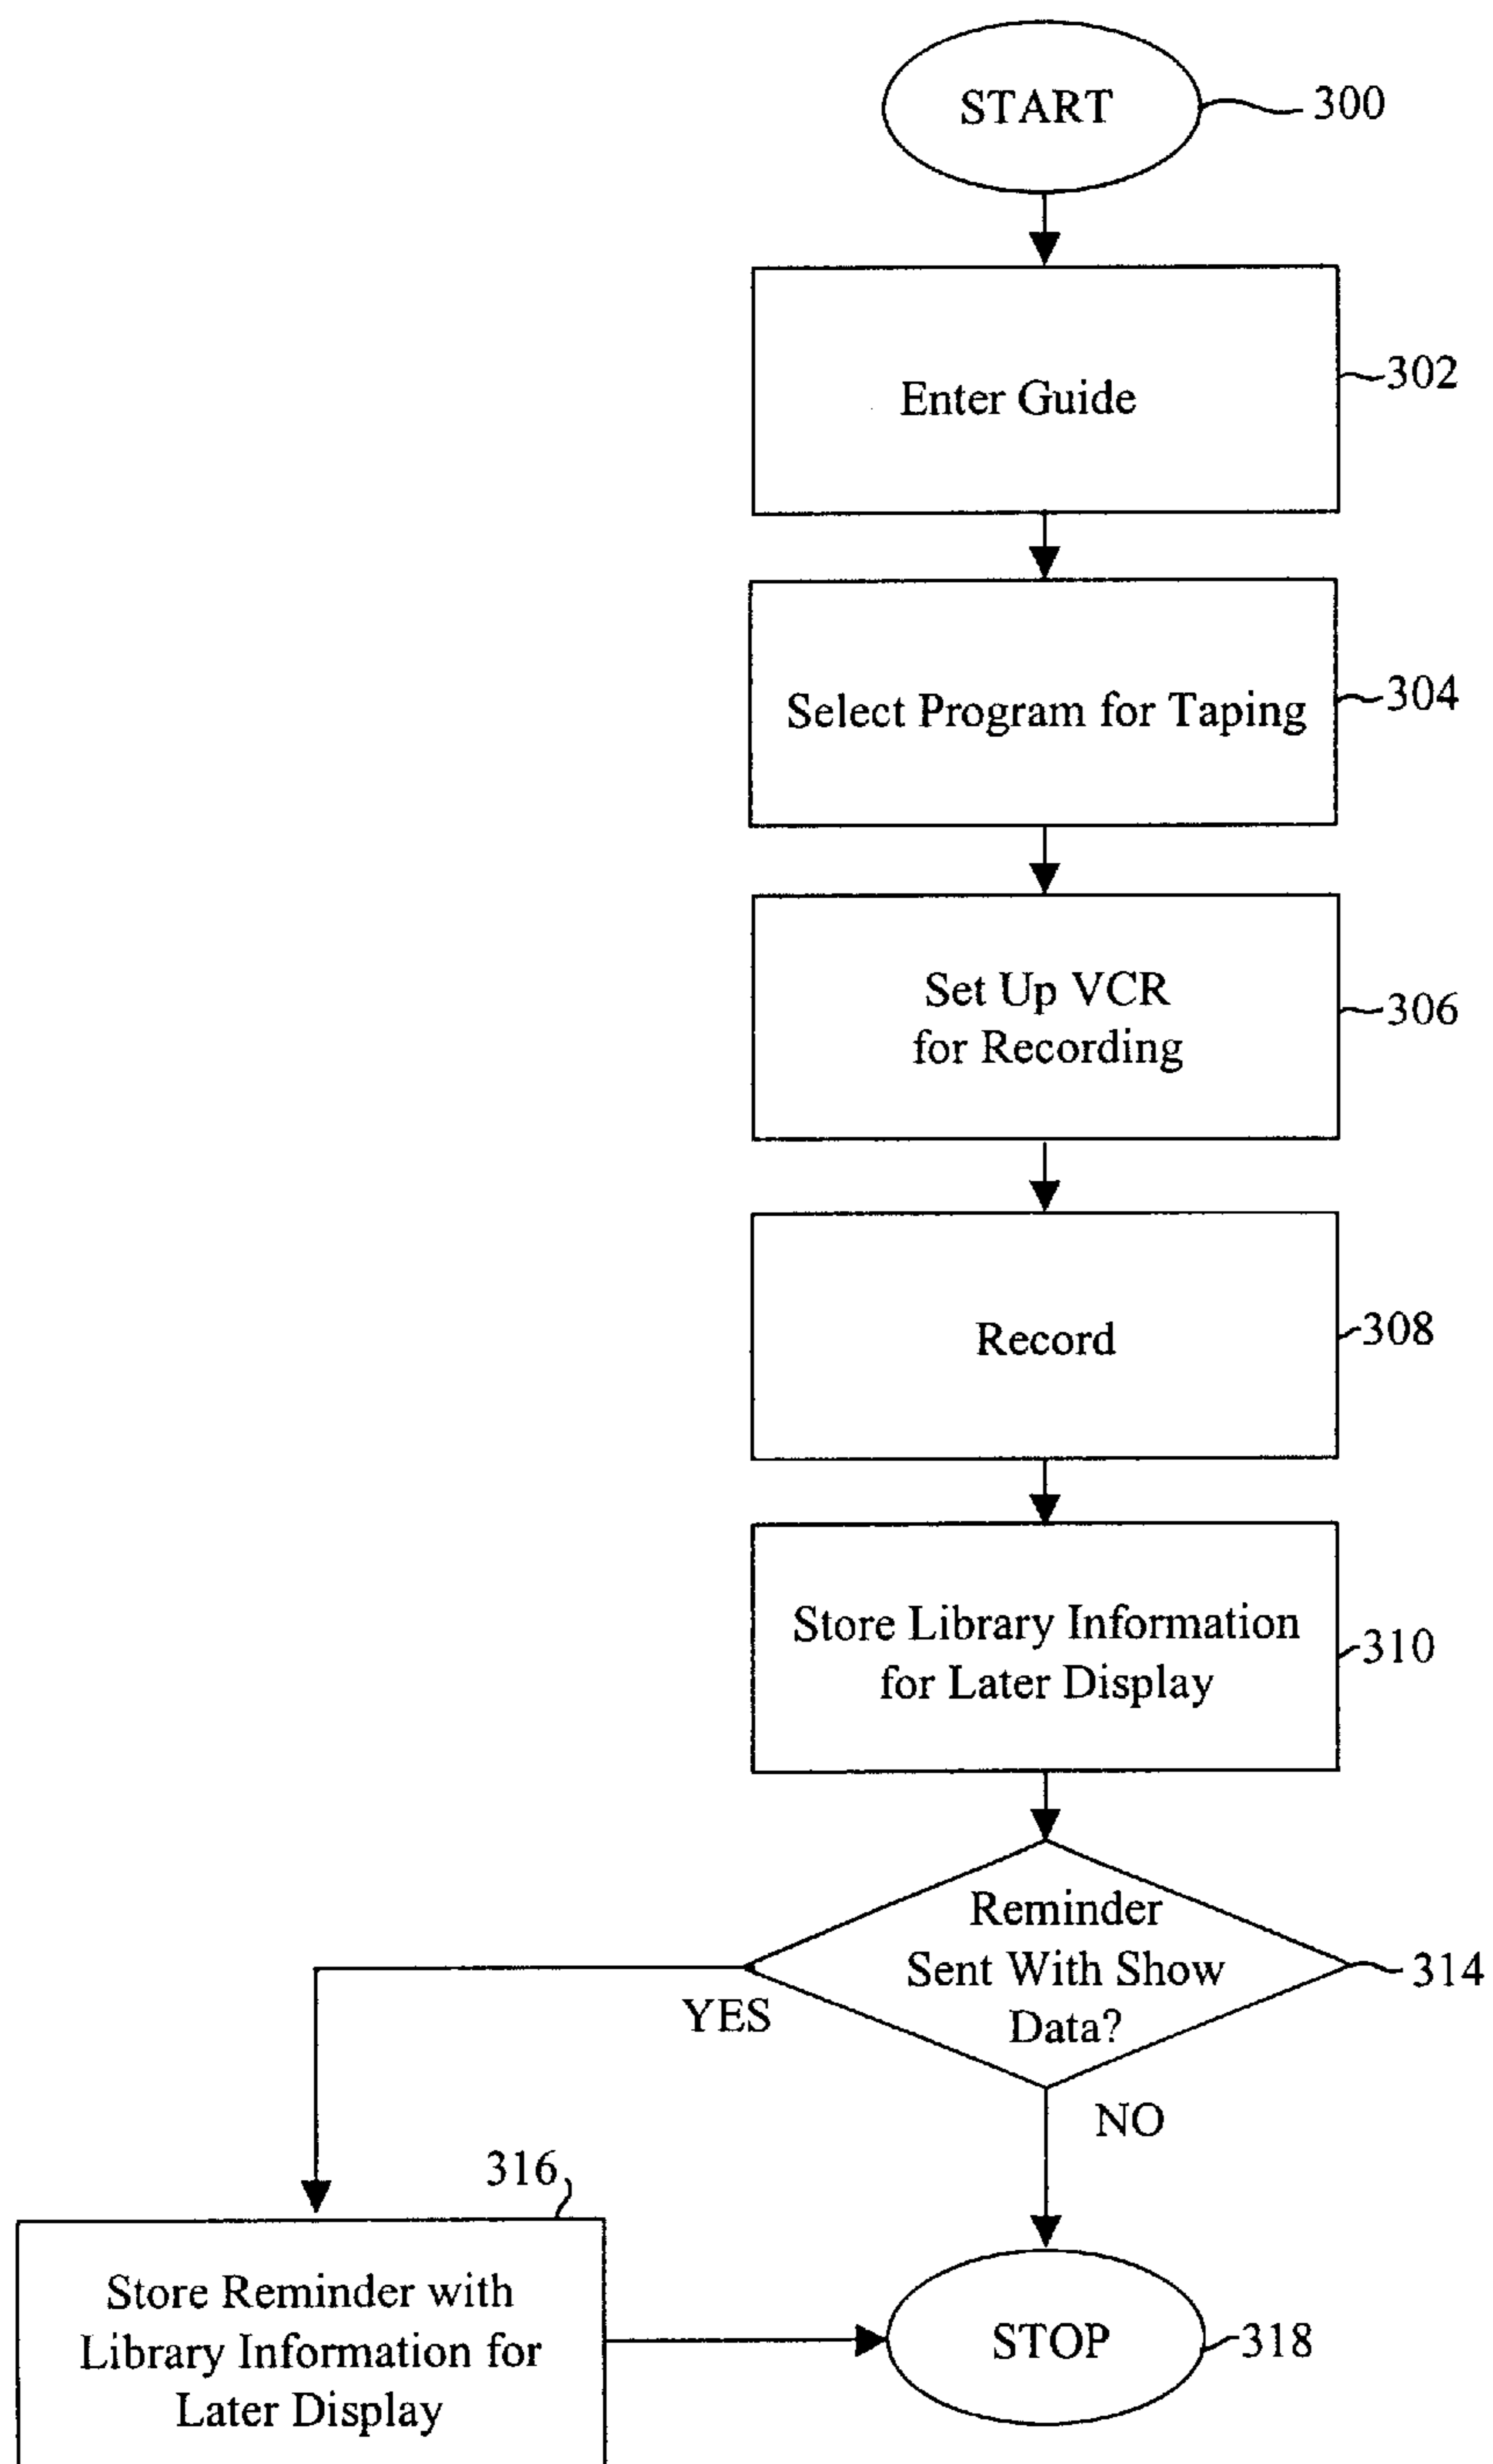 START
300
Enter Guide
302
Select Program for Taping
304
Set Up VCR
for Recording
306
Record
308
Store Library Information
for Later Display
310
Reminder
Sent With Show
Data?
314
YES
NO
316
Store Reminder with
Library Information for
Later Display
STOP
318